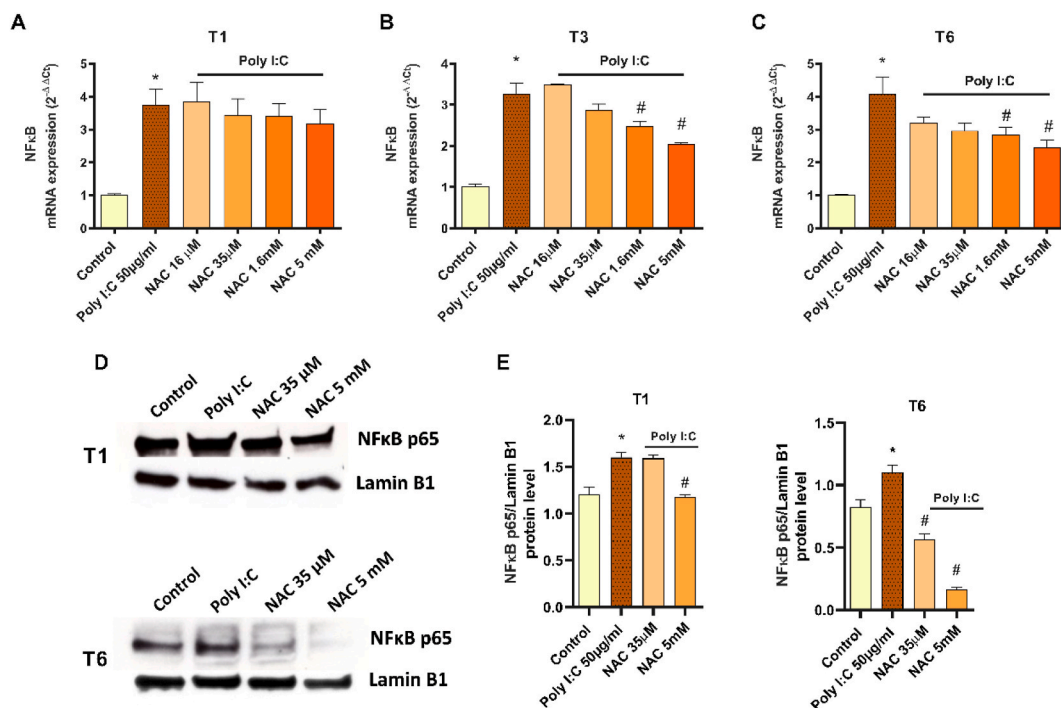 A
T1
Poly I:C
NFκB
mRNA expression (2-ΔΔCt)
5
4
3
2
1
0
*
Control
Poly I:C 50µg/ml
NAC 16 µM
NAC 35µM
NAC 1.6mM
NAC 5 mM
B
T3
Poly I:C
NFκB
mRNA expression (2-ΔΔCt)
4
3
2
1
0
*
#
#
Control
Poly I:C 50µg/ml
NAC 16µM
NAC 35µM
NAC 1.6mM
NAC 5mM
C
T6
Poly I:C
NFκB
mRNA expression (2-ΔΔCt)
5
4
3
2
1
0
*
#
#
Control
Poly I:C 50µg/ml
NAC 16µM
NAC 35µM
NAC 1.6mM
NAC 5mM
D
Control
Poly I:C
NAC 35 µM
NAC 5 mM
T1
NFκB p65
Lamin B1
Control
Poly I:C
NAC 35 µM
NAC 5 mM
T6
NFκB p65
Lamin B1
E
T1
Poly I:C
NFκB p65/Lamin B1
protein level
2.0
1.5
1.0
0.5
0.0
*
#
Control
Poly I:C 50µg/ml
NAC 35µM
NAC 5mM
T6
Poly I:C
NFκB p65/Lamin B1
protein level
1.5
1.0
0.5
0.0
*
#
#
Control
Poly I:C 50µg/ml
NAC 35µM
NAC 5mM